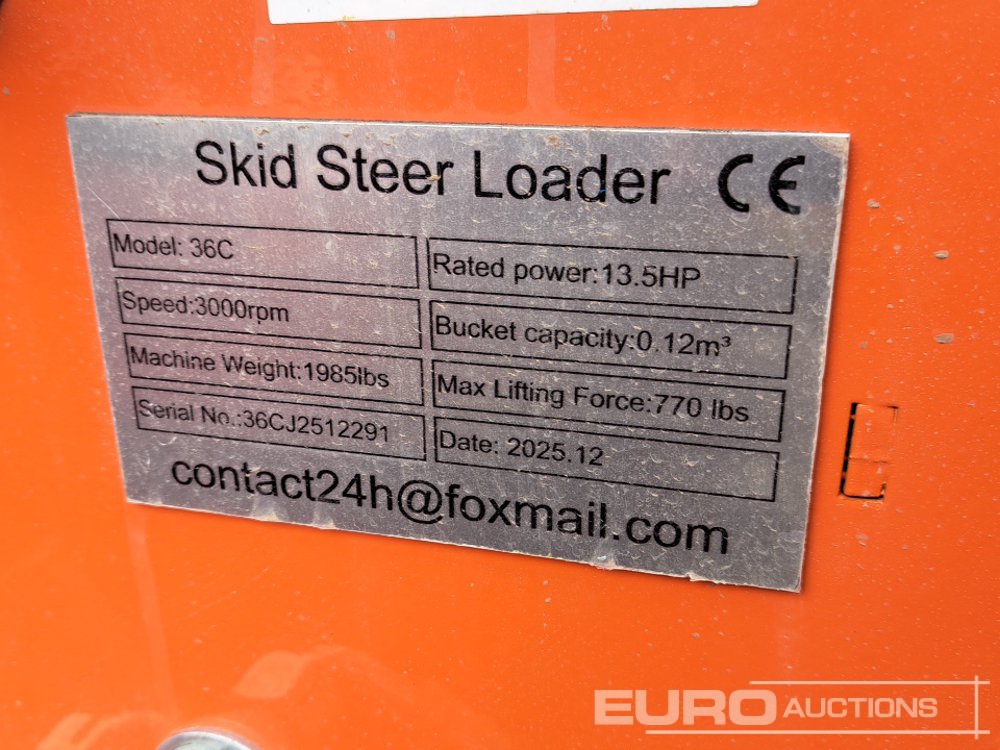 Skid Steer Loader CE
Model: 36C
Rated power:13.5HP
Speed:3000rpm
Bucket capacity:0.12m³
Machine Weight:1985lbs
Max Lifting Force:770 lbs
Serial No.:36CJ2512291
Date: 2025.12
contact24h@foxmail.com
EURO AUCTIONS